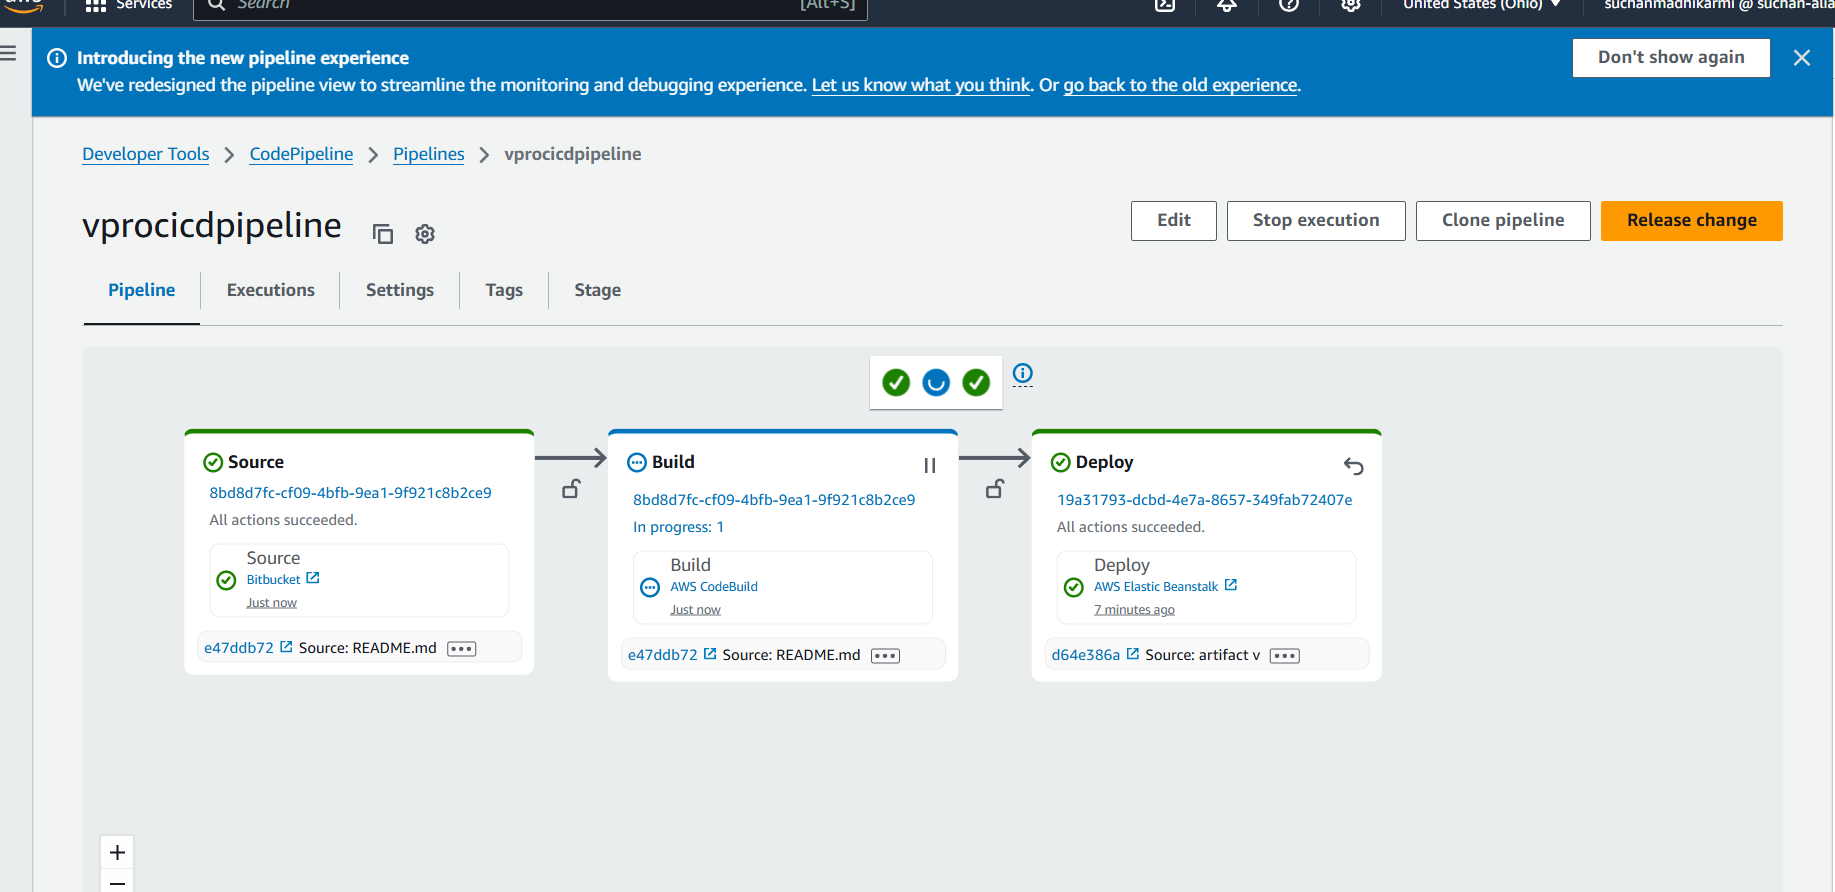 Services
Search
[Alt+S]
United States (Ohio)
suchanmadhikarmi @ suchan-alia
Introducing the new pipeline experience
We've redesigned the pipeline view to streamline the monitoring and debugging experience. Let us know what you think. Or go back to the old experience.
Don't show again
Developer Tools > CodePipeline > Pipelines > vprocicdpipeline
vprocicdpipeline
Edit
Stop execution
Clone pipeline
Release change
Pipeline
Executions
Settings
Tags
Stage
Source
8bd8d7fc-cf09-4bfb-9ea1-9f921c8b2ce9
All actions succeeded.
Source
Bitbucket
Just now
e47ddb72 Source: README.md
Build
8bd8d7fc-cf09-4bfb-9ea1-9f921c8b2ce9
In progress: 1
Build
AWS CodeBuild
Just now
e47ddb72 Source: README.md
Deploy
19a31793-dcbd-4e7a-8657-349fab72407e
All actions succeeded.
Deploy
AWS Elastic Beanstalk
7 minutes ago
d64e386a Source: artifact v